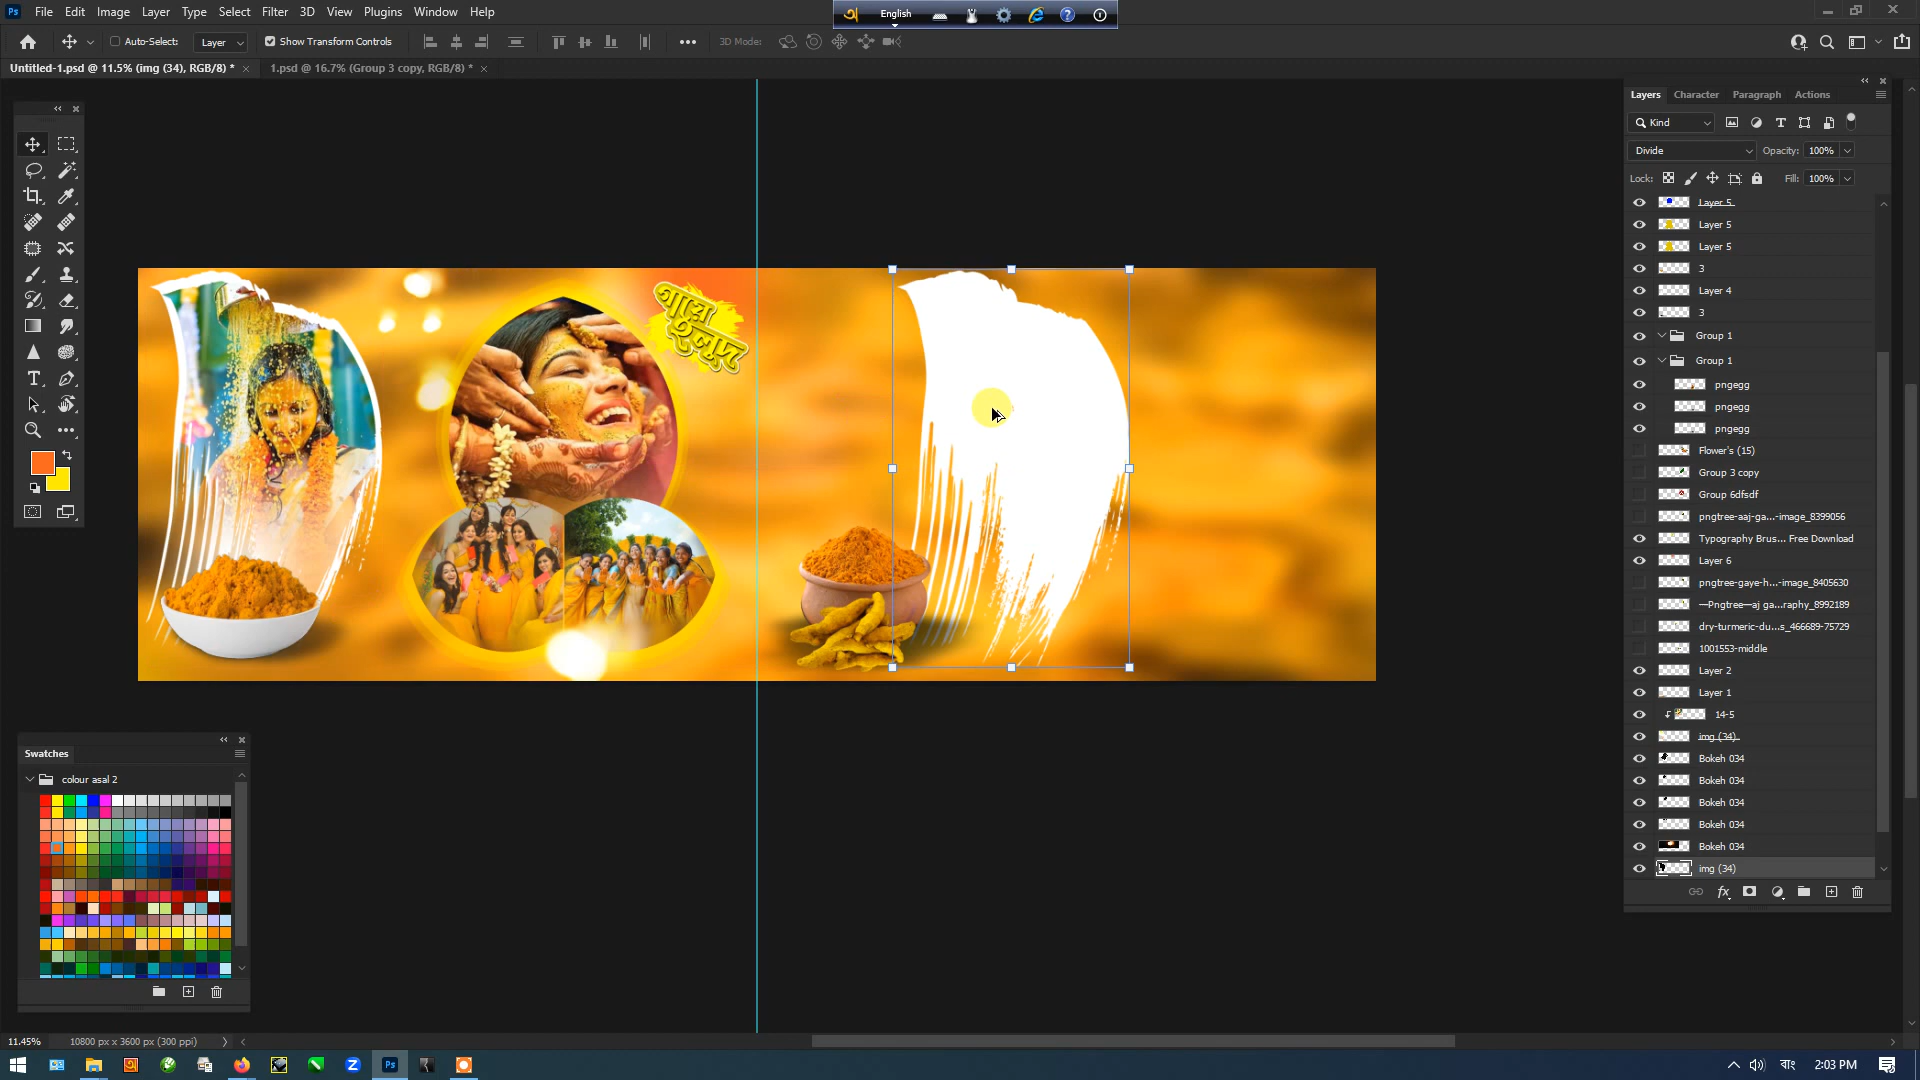 Ps File Edit Image Layer Type Select Filter 3D View Plugins Window Help
অ English
Auto-Select: Layer Show Transform Controls 3D Mode:
Untitled-1.psd @ 11.5% (img (34), RGB/8) * 1.psd @ 16.7% (Group 3 copy, RGB/8) *
Layers Character Paragraph Actions
Kind
Divide Opacity: 100%
Lock: Fill: 100%
Layer 5
Layer 5
Layer 5
3
Layer 4
3
Group 1
Group 1
pngegg
pngegg
pngegg
Flower's (15)
Group 3 copy
Group 6dfsdf
pngtree-aaj-ga...-image_8399056
Typography Brus... Free Download
Layer 6
pngtree-gaye-h...-image_8405630
—Pngtree—aj ga...raphy_8992189
dry-turmeric-du...s_466689-75729
1001553-middle
Layer 2
Layer 1
14-5
img (34)
Bokeh 034
Bokeh 034
Bokeh 034
Bokeh 034
Bokeh 034
img (34)
গায়ে
হলুদ
Swatches
colour asal 2
11.45% 10800 px x 3600 px (300 ppi)
Ps বাং 2:03 PM